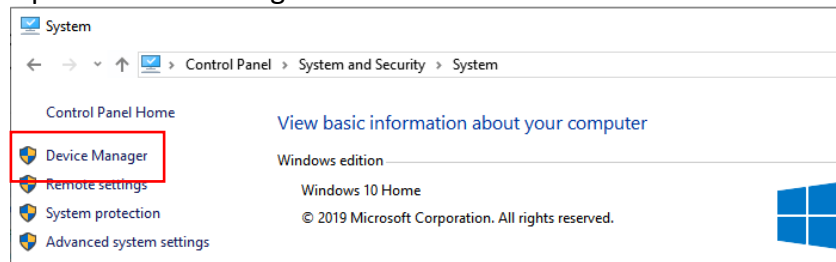 System
Control Panel > System and Security > System
Control Panel Home
View basic information about your computer
Device Manager
Windows edition
Remote settings
Windows 10 Home
System protection
© 2019 Microsoft Corporation. All rights reserved.
Advanced system settings